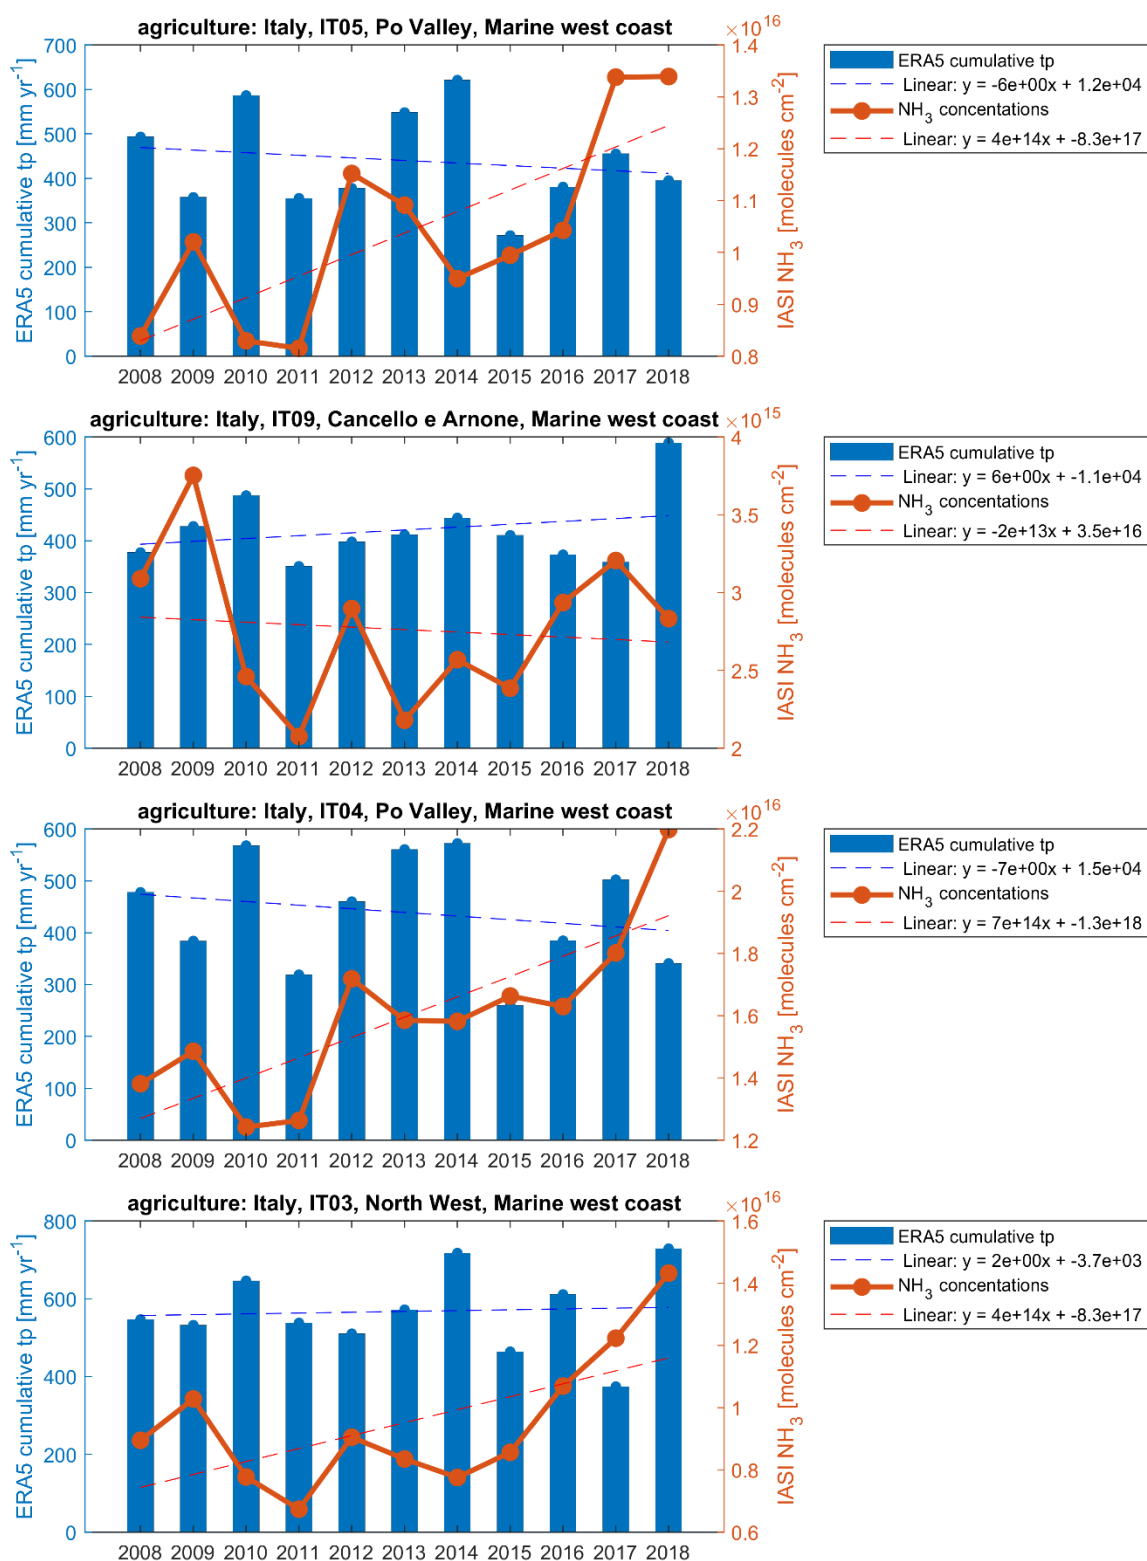 agriculture: Italy, IT05, Po Valley, Marine west coast
×10¹⁶
700
600
500
400
300
200
100
0
ERA5 cumulative tp [mm yr⁻¹]
1.4
1.3
1.2
1.1
1
0.9
0.8
IASI NH₃ [molecules cm⁻²]
2008 2009 2010 2011 2012 2013 2014 2015 2016 2017 2018
ERA5 cumulative tp
Linear: y = -6e+00x + 1.2e+04
NH₃ concentations
Linear: y = 4e+14x + -8.3e+17
agriculture: Italy, IT09, Cancello e Arnone, Marine west coast
×10¹⁵
600
500
400
300
200
100
0
ERA5 cumulative tp [mm yr⁻¹]
4
3.5
3
2.5
2
IASI NH₃ [molecules cm⁻²]
2008 2009 2010 2011 2012 2013 2014 2015 2016 2017 2018
ERA5 cumulative tp
Linear: y = 6e+00x + -1.1e+04
NH₃ concentations
Linear: y = -2e+13x + 3.5e+16
agriculture: Italy, IT04, Po Valley, Marine west coast
×10¹⁶
600
500
400
300
200
100
0
ERA5 cumulative tp [mm yr⁻¹]
2.2
2
1.8
1.6
1.4
1.2
IASI NH₃ [molecules cm⁻²]
2008 2009 2010 2011 2012 2013 2014 2015 2016 2017 2018
ERA5 cumulative tp
Linear: y = -7e+00x + 1.5e+04
NH₃ concentations
Linear: y = 7e+14x + -1.3e+18
agriculture: Italy, IT03, North West, Marine west coast
×10¹⁶
800
600
400
200
0
ERA5 cumulative tp [mm yr⁻¹]
1.6
1.4
1.2
1
0.8
0.6
IASI NH₃ [molecules cm⁻²]
2008 2009 2010 2011 2012 2013 2014 2015 2016 2017 2018
ERA5 cumulative tp
Linear: y = 2e+00x + -3.7e+03
NH₃ concentations
Linear: y = 4e+14x + -8.3e+17